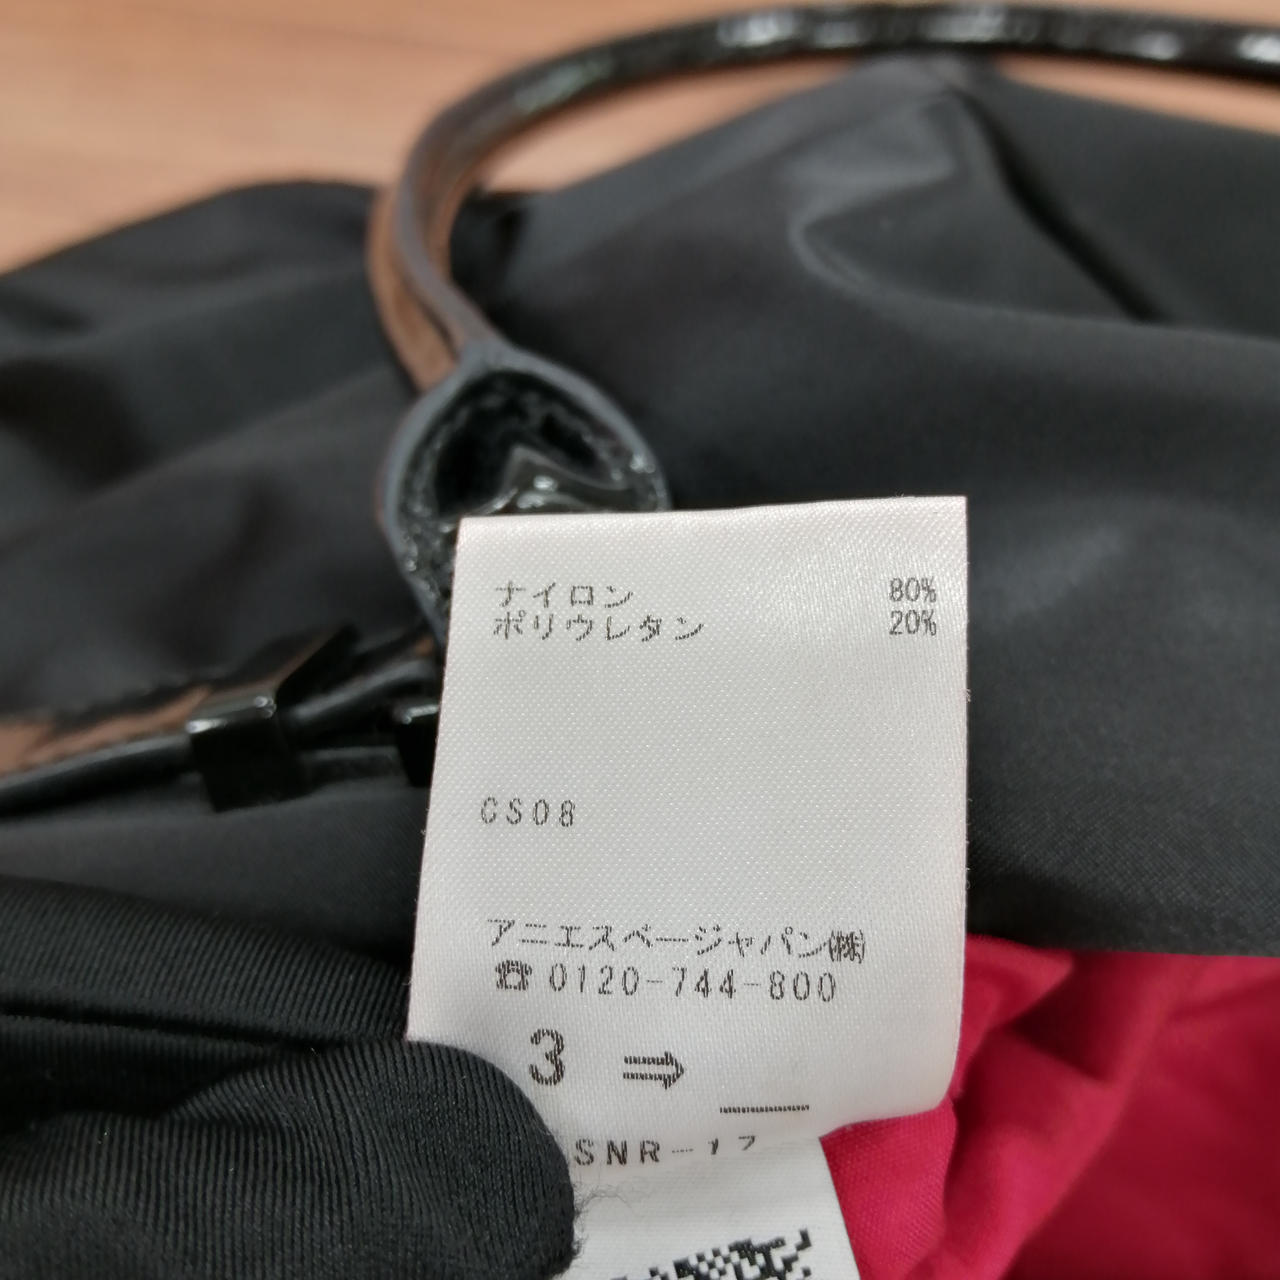 ナイロン 80%
ポリウレタン 20%
CS08
アニエスベージャパン(株)
☎0120-744-800
3 ⇒ __
SNR-17